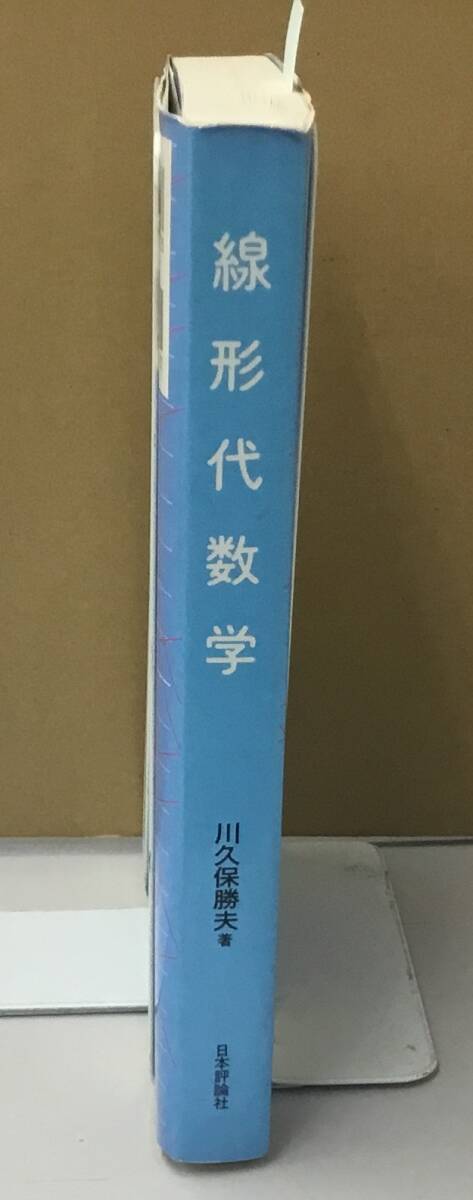 線形代数学
川久保勝夫 著
日本評論社